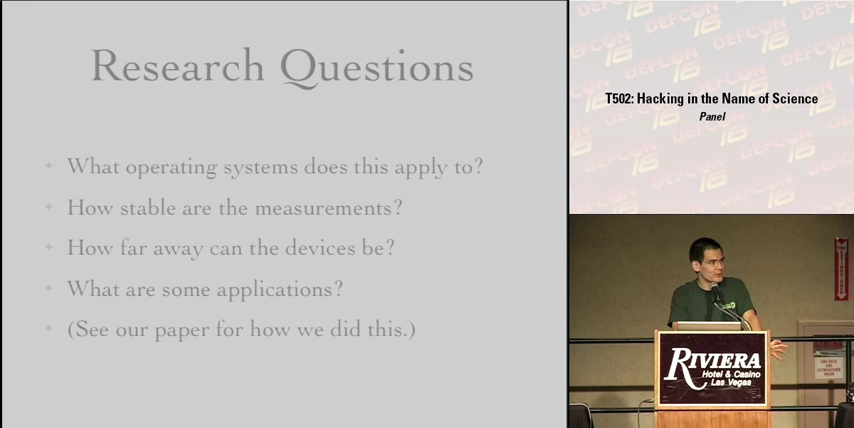 Research Questions
What operating systems does this apply to?
How stable are the measurements?
How far away can the devices be?
What are some applications?
(See our paper for how we did this.)
DEFCON 16
T502: Hacking in the Name of Science
Panel
RIVIERA
Hotel & Casino
Las Vegas